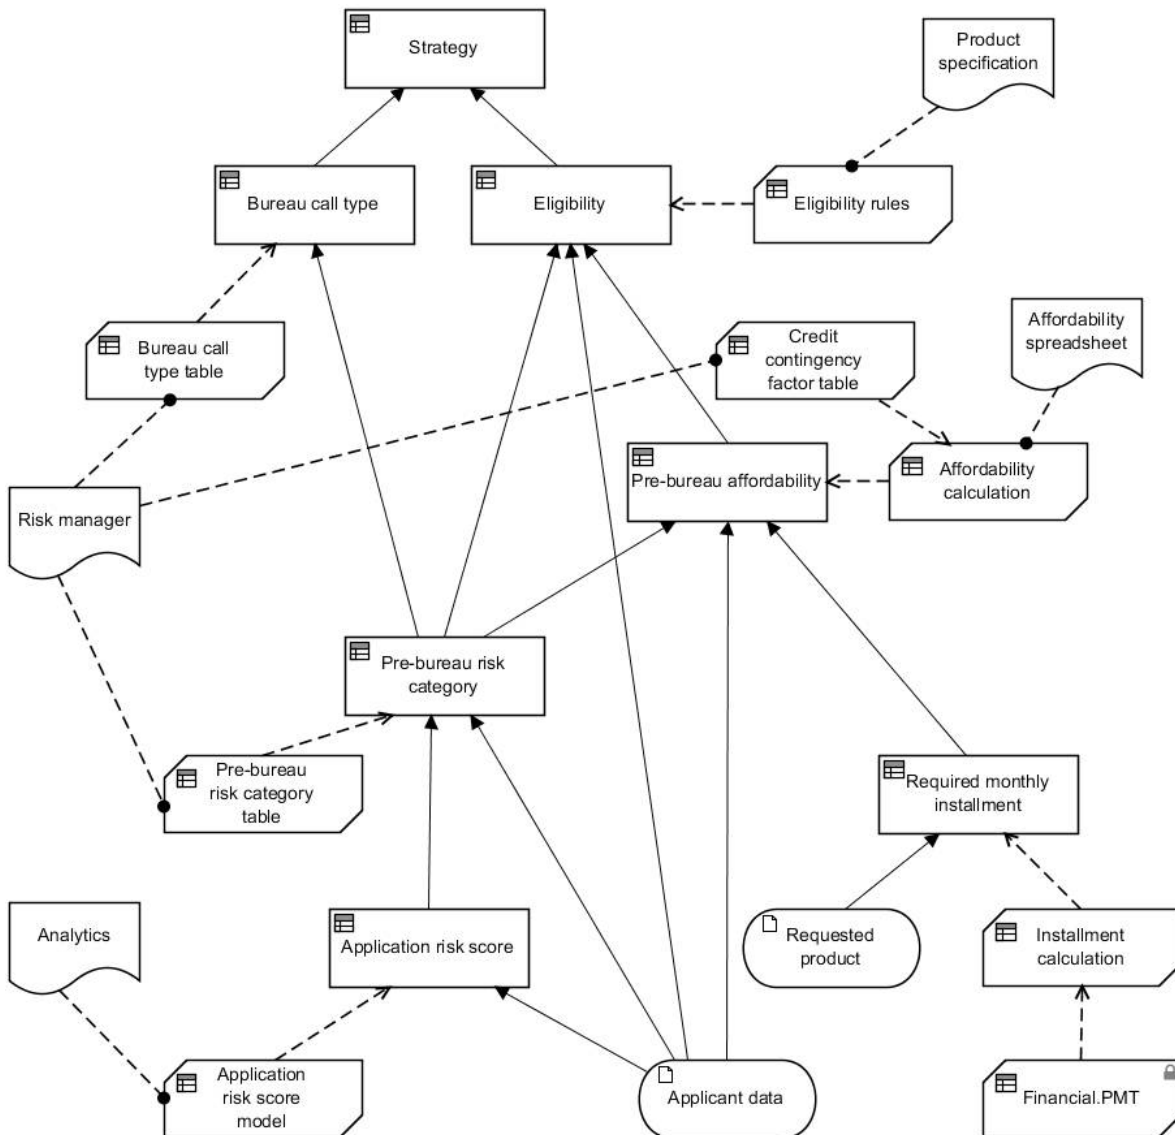 Strategy
Product
specification
Bureau call type
Eligibility
Eligibility rules
Bureau call
type table
Credit
contingency
factor table
Affordability
spreadsheet
Pre-bureau affordability
Affordability
calculation
Risk manager
Pre-bureau risk
category
Pre-bureau
risk category
table
Required monthly
installment
Analytics
Application risk score
Requested
product
Installment
calculation
Application
risk score
model
Applicant data
Financial.PMT